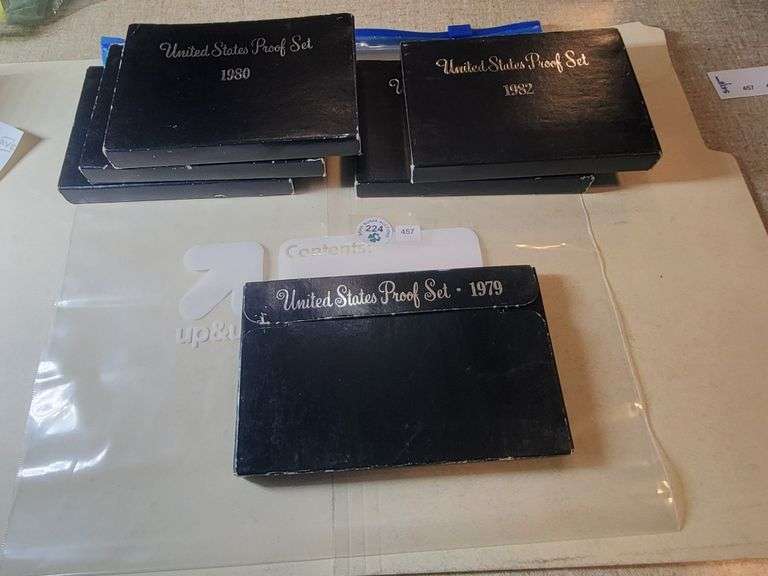 United States Proof Set
1980
United States Proof Set
1982
457
224
457
Contents:
up&u
United States Proof Set · 1979